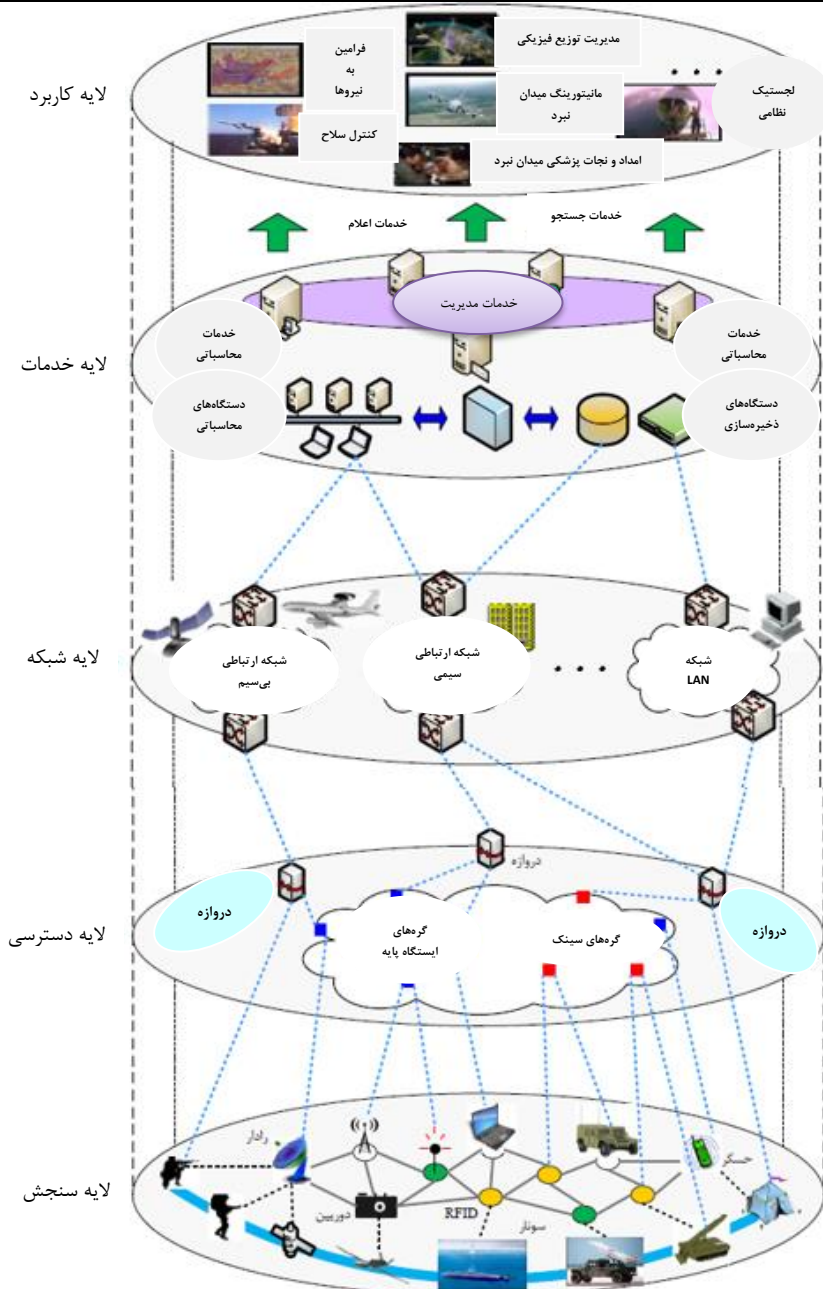 لایه کاربرد
فرامین
به
نیروها
مدیریت توزیع فیزیکی
مانیتورینگ میدان
نبرد
...
لجستیک
نظامی
کنترل سلاح
امداد و نجات پزشکی میدان نبرد
خدمات اعلام
خدمات جستجو
لایه خدمات
خدمات مدیریت
خدمات
محاسباتی
خدمات
محاسباتی
دستگاه‌های
محاسباتی
دستگاه‌های
ذخیره‌سازی
لایه شبکه
شبکه ارتباطی
بی‌سیم
شبکه ارتباطی
سیمی
...
شبکه
LAN
لایه دسترسی
دروازه
دروازه
گره‌های
ایستگاه پایه
گره‌های سینک
دروازه
لایه سنجش
رادار
حسگر
دوربین
RFID
سونار